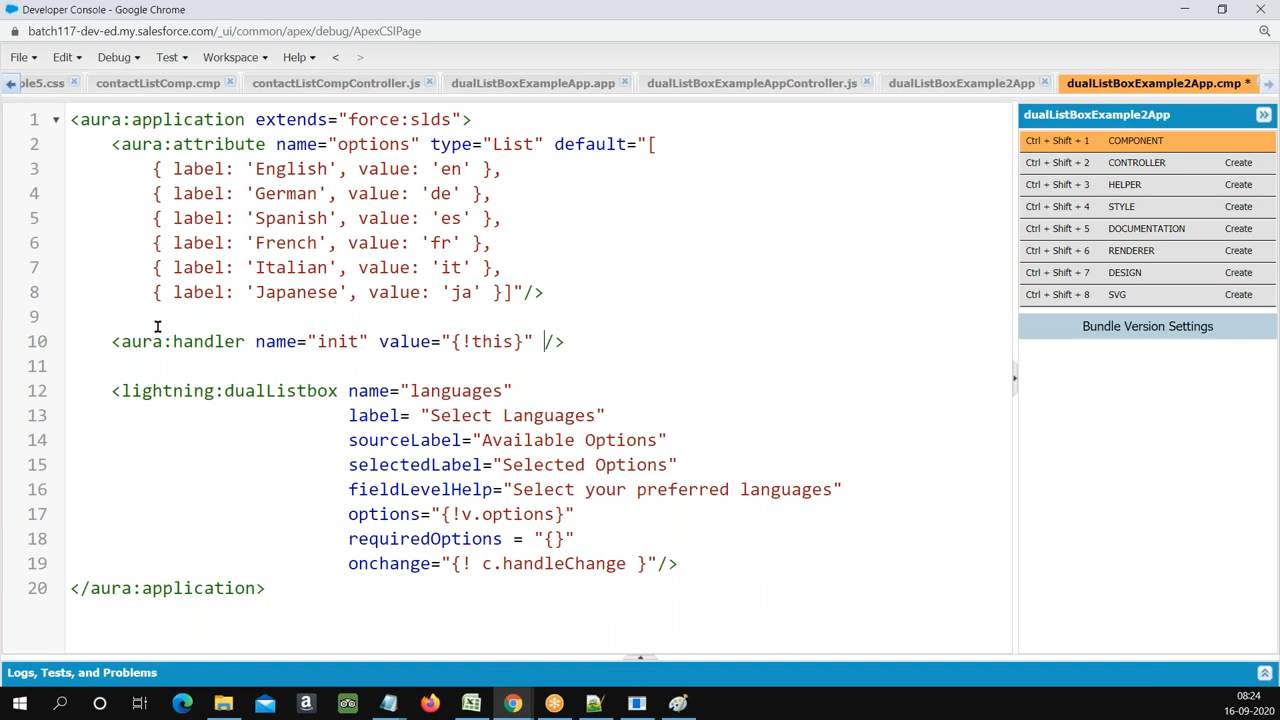 Developer Console - Google Chrome
batch117-dev-ed.my.salesforce.com/_ui/common/apex/debug/ApexCSIPage
File Edit Debug Test Workspace Help < >
ple5.css contactListComp.cmp contactListCompController.js dualListBoxExampleApp.app dualListBoxExampleAppController.js dualListBoxExample2App dualListBoxExample2App.cmp *
1 <aura:application extends="force:slds">
2 <aura:attribute name="options" type="List" default="[
3 { label: 'English', value: 'en' },
4 { label: 'German', value: 'de' },
5 { label: 'Spanish', value: 'es' },
6 { label: 'French', value: 'fr' },
7 { label: 'Italian', value: 'it' },
8 { label: 'Japanese', value: 'ja' }]"/>
9
10 <aura:handler name="init" value="{!this}" />
11
12 <lightning:dualListbox name="languages"
13 label= "Select Languages"
14 sourceLabel="Available Options"
15 selectedLabel="Selected Options"
16 fieldLevelHelp="Select your preferred languages"
17 options="{!v.options}"
18 requiredOptions = "{}"
19 onchange="{! c.handleChange }"/>
20 </aura:application>
dualListBoxExample2App
Ctrl + Shift + 1 COMPONENT
Ctrl + Shift + 2 CONTROLLER Create
Ctrl + Shift + 3 HELPER Create
Ctrl + Shift + 4 STYLE Create
Ctrl + Shift + 5 DOCUMENTATION Create
Ctrl + Shift + 6 RENDERER Create
Ctrl + Shift + 7 DESIGN Create
Ctrl + Shift + 8 SVG Create
Bundle Version Settings
Logs, Tests, and Problems
08:24
16-09-2020